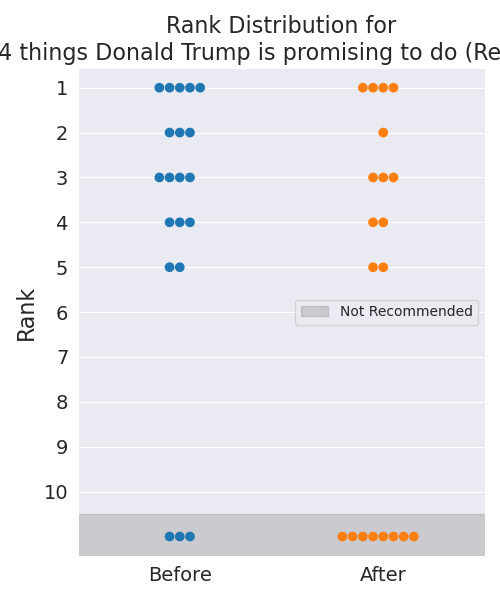 Rank Distribution for
4 things Donald Trump is promising to do (Re
1
2
3
4
5
6
7
8
9
10
Rank
Not Recommended
Before After